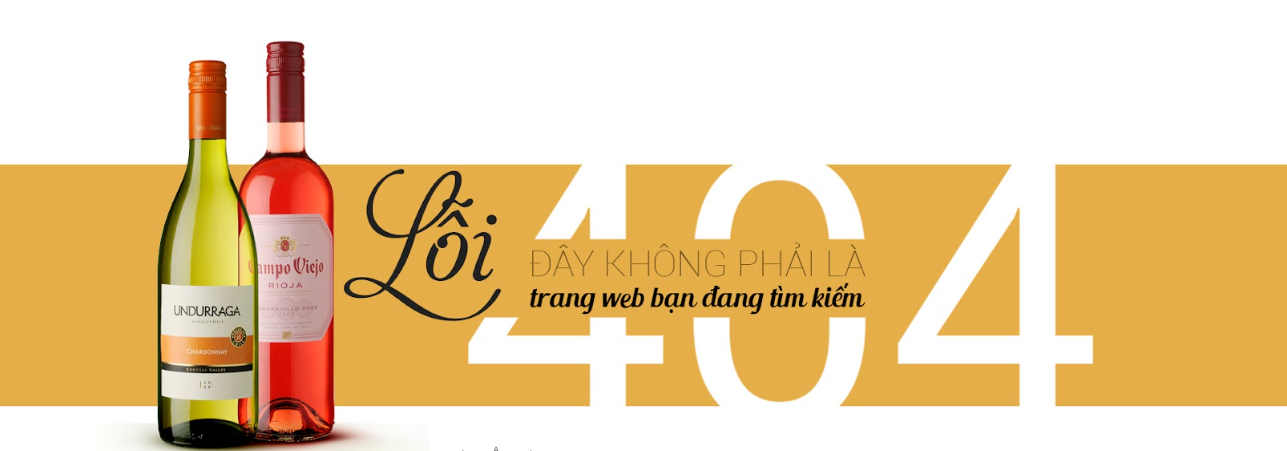 UNDURRAGA
CHARDONNAY
CENTRAL VALLEY
Campo Viejo
RIOJA
TEMPRANILLO ROSÉ
Lỗi
404
ĐÂY KHÔNG PHẢI LÀ
trang web bạn đang tìm kiếm